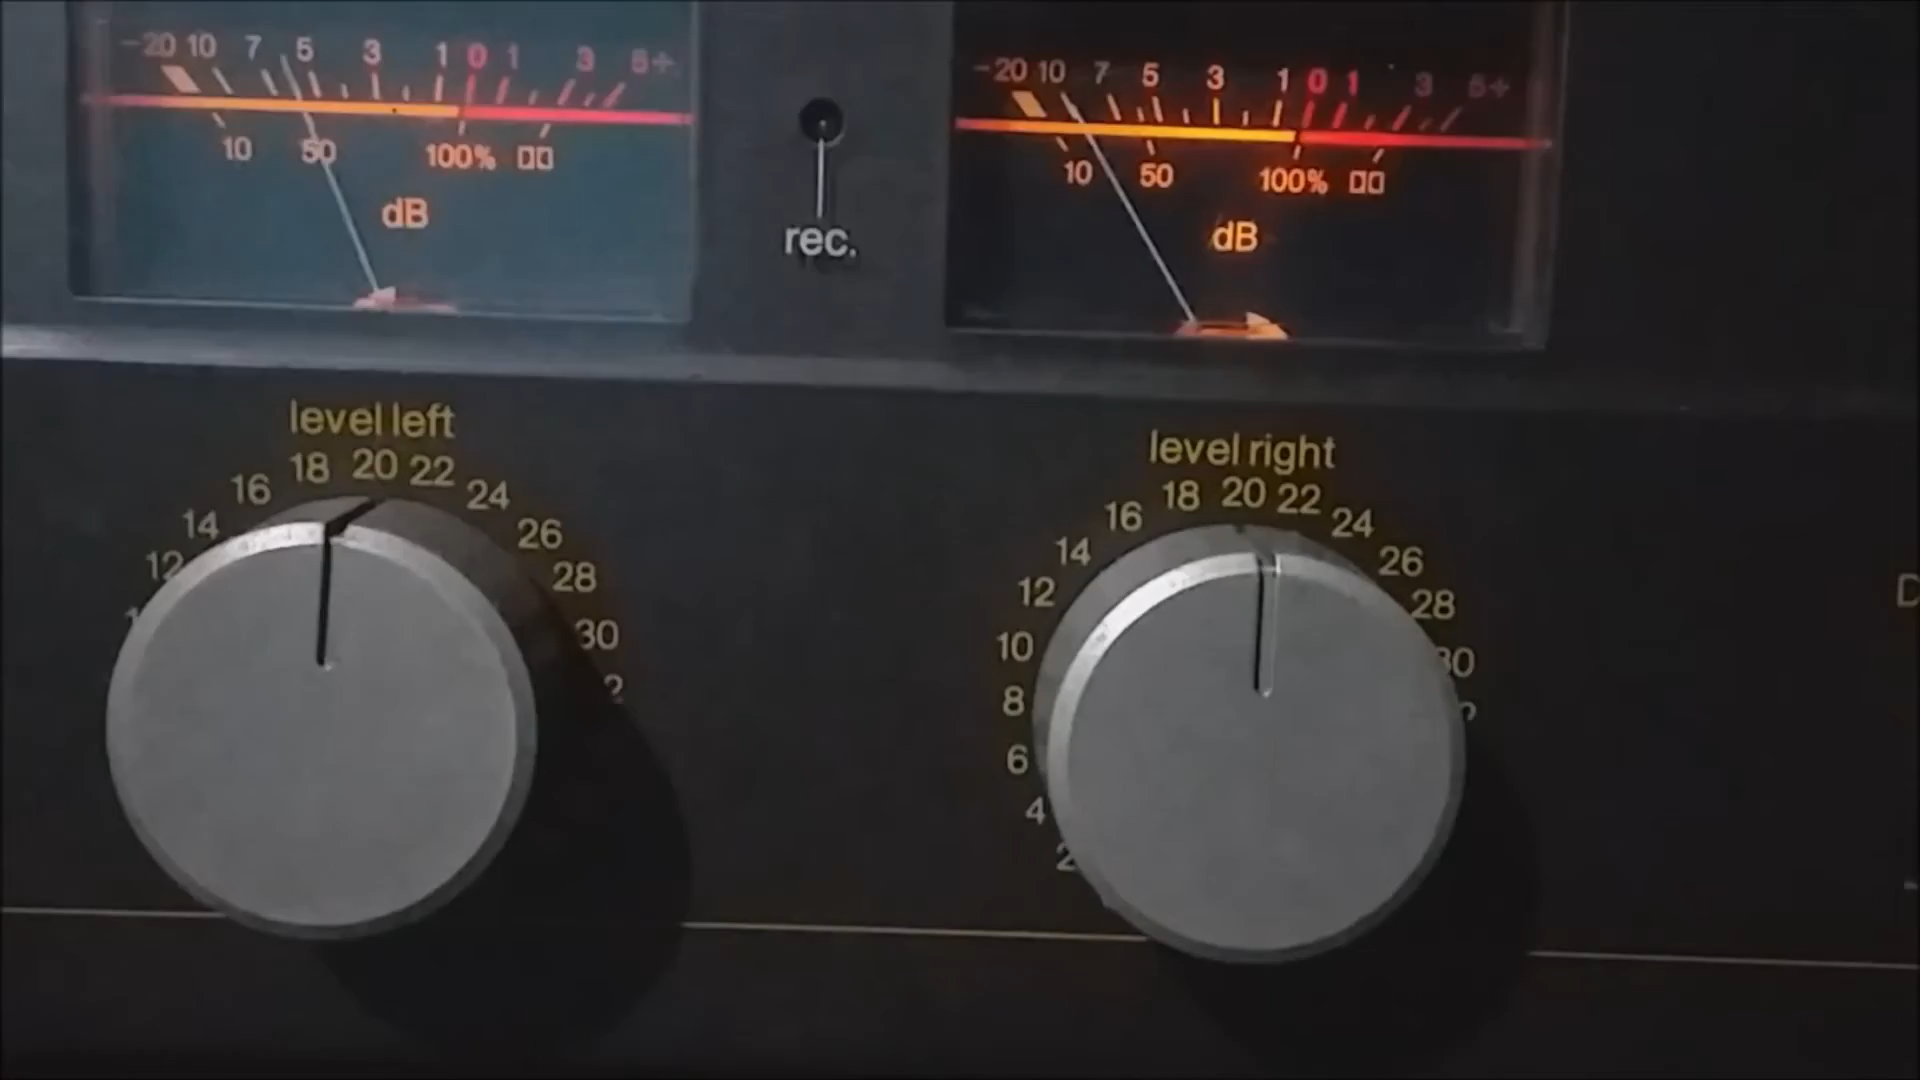 -20 10 7 5 3 1 0 1 3 5+
10 50 100%
dB
rec.
-20 10 7 5 3 1 0 1 3 5+
10 50 100%
dB
level left
12 14 16 18 20 22 24 26 28 30
level right
2 4 6 8 10 12 14 16 18 20 22 24 26 28 30
D